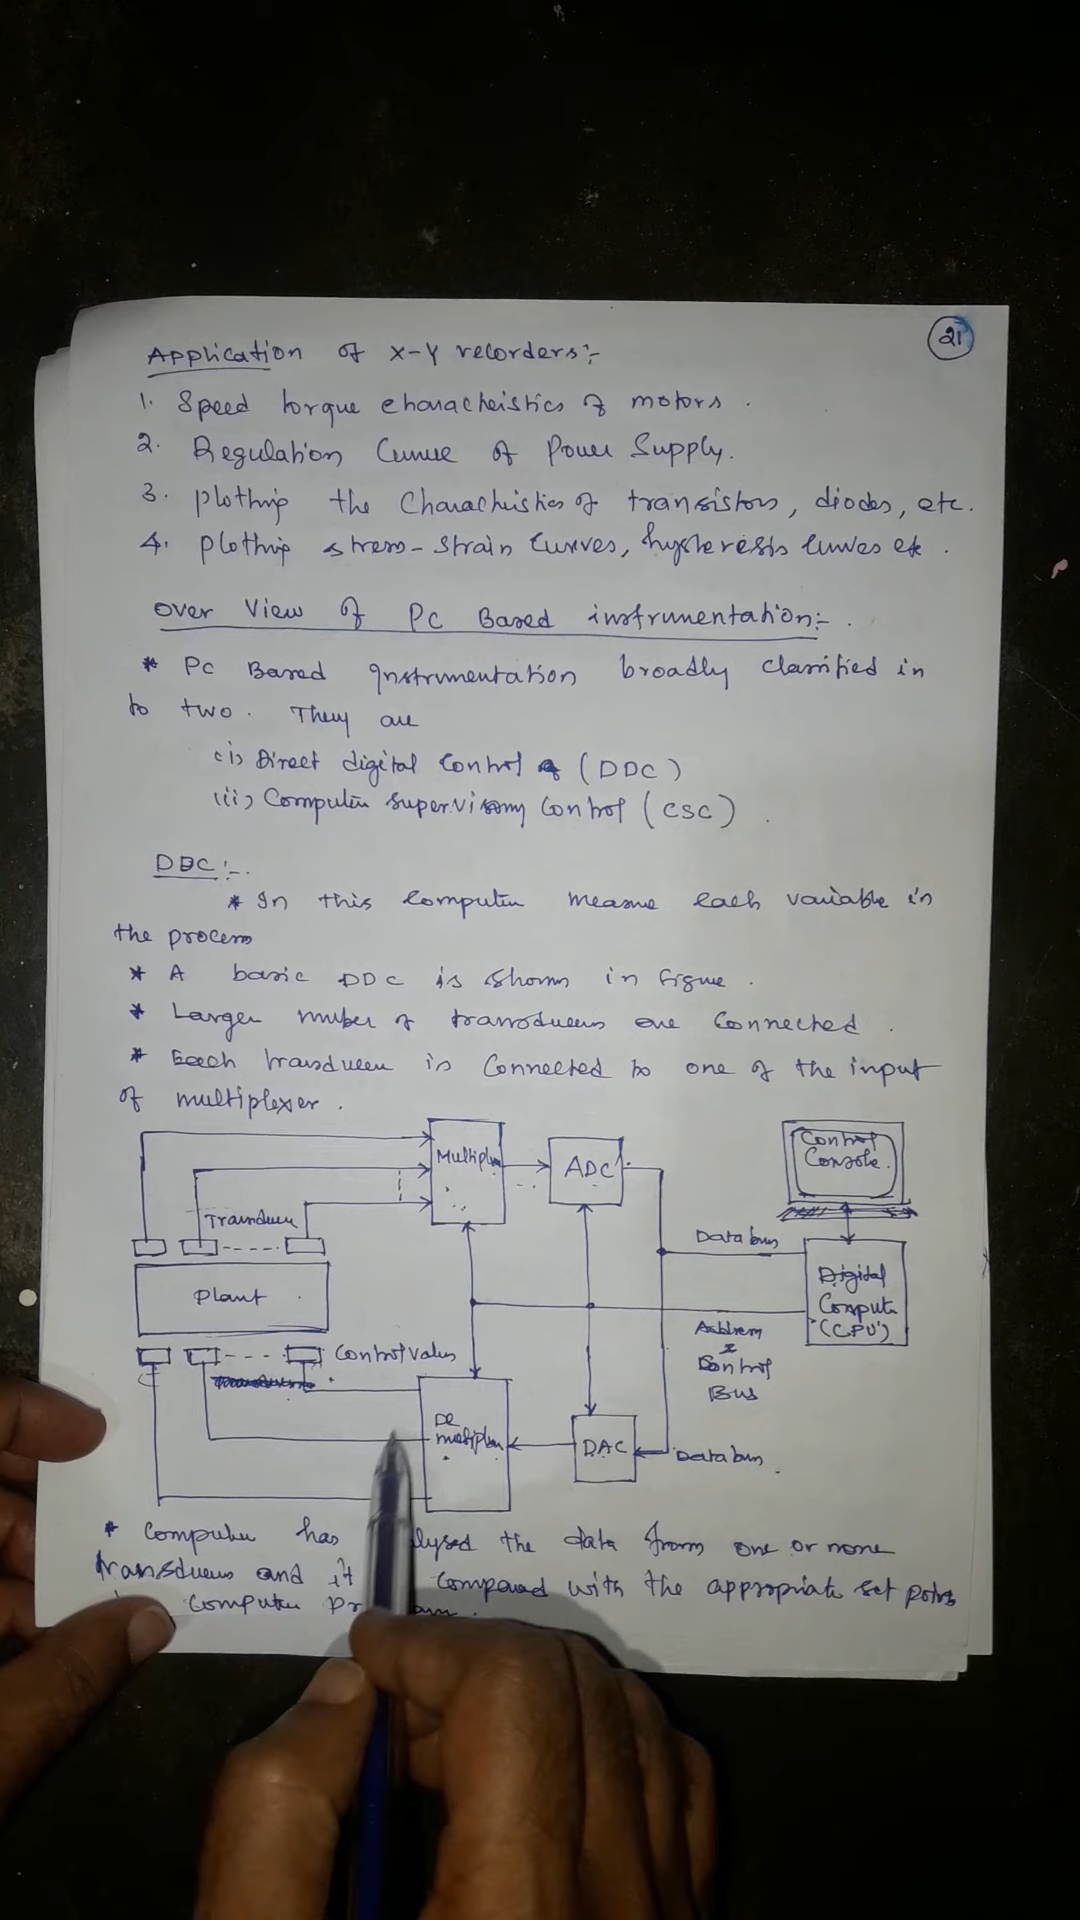 21
Application of X-Y recorders:-
1. Speed torque characteristics of motors.
2. Regulation Curve of Power Supply.
3. plotting the Characteristics of transistors, diodes, etc.
4. plotting stress-strain curves, hysteresis curves etc.
Over View of PC Based instrumentation:-.
* PC Based Instrumentation broadly classified in
to two. They are
(i) Direct digital Control (DDC)
(ii) Computer supervisory Control (CSC).
DDC:-.
* In this computer measure each variable in
the process
* A basic DDC is shown in figure.
* Larger number of transducers are connected.
* Each transducer is connected to one of the input
of multiplexer.
Multiplex
ADC
Control
Console.
Transducer
Data bus
Plant
Digital
Computer
(CPU)
Address
&
Control
Bus
Control valves
De
multiplex
DAC
Data bus
* Computer has the data from one or more
transducers and it compared with the appropriate set points
computer